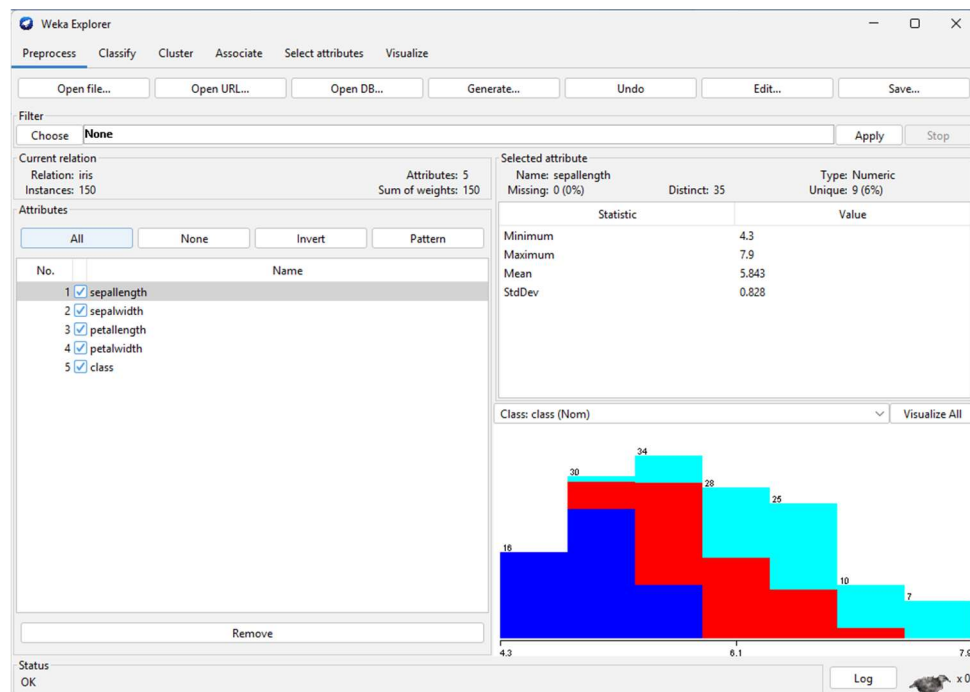 Weka Explorer
Preprocess Classify Cluster Associate Select attributes Visualize
Open file... Open URL... Open DB... Generate... Undo Edit... Save...
Filter
Choose None Apply Stop
Current relation
Relation: iris Attributes: 5
Instances: 150 Sum of weights: 150
Selected attribute
Name: sepallength Type: Numeric
Missing: 0 (0%) Distinct: 35 Unique: 9 (6%)
Attributes
All None Invert Pattern
No. Name
1 sepallength
2 sepalwidth
3 petallength
4 petalwidth
5 class
Remove
Statistic Value
Minimum 4.3
Maximum 7.9
Mean 5.843
StdDev 0.828
Class: class (Nom) Visualize All
16 30 34 28 25 10 7
4.3 6.1 7.9
Status
OK Log x 0